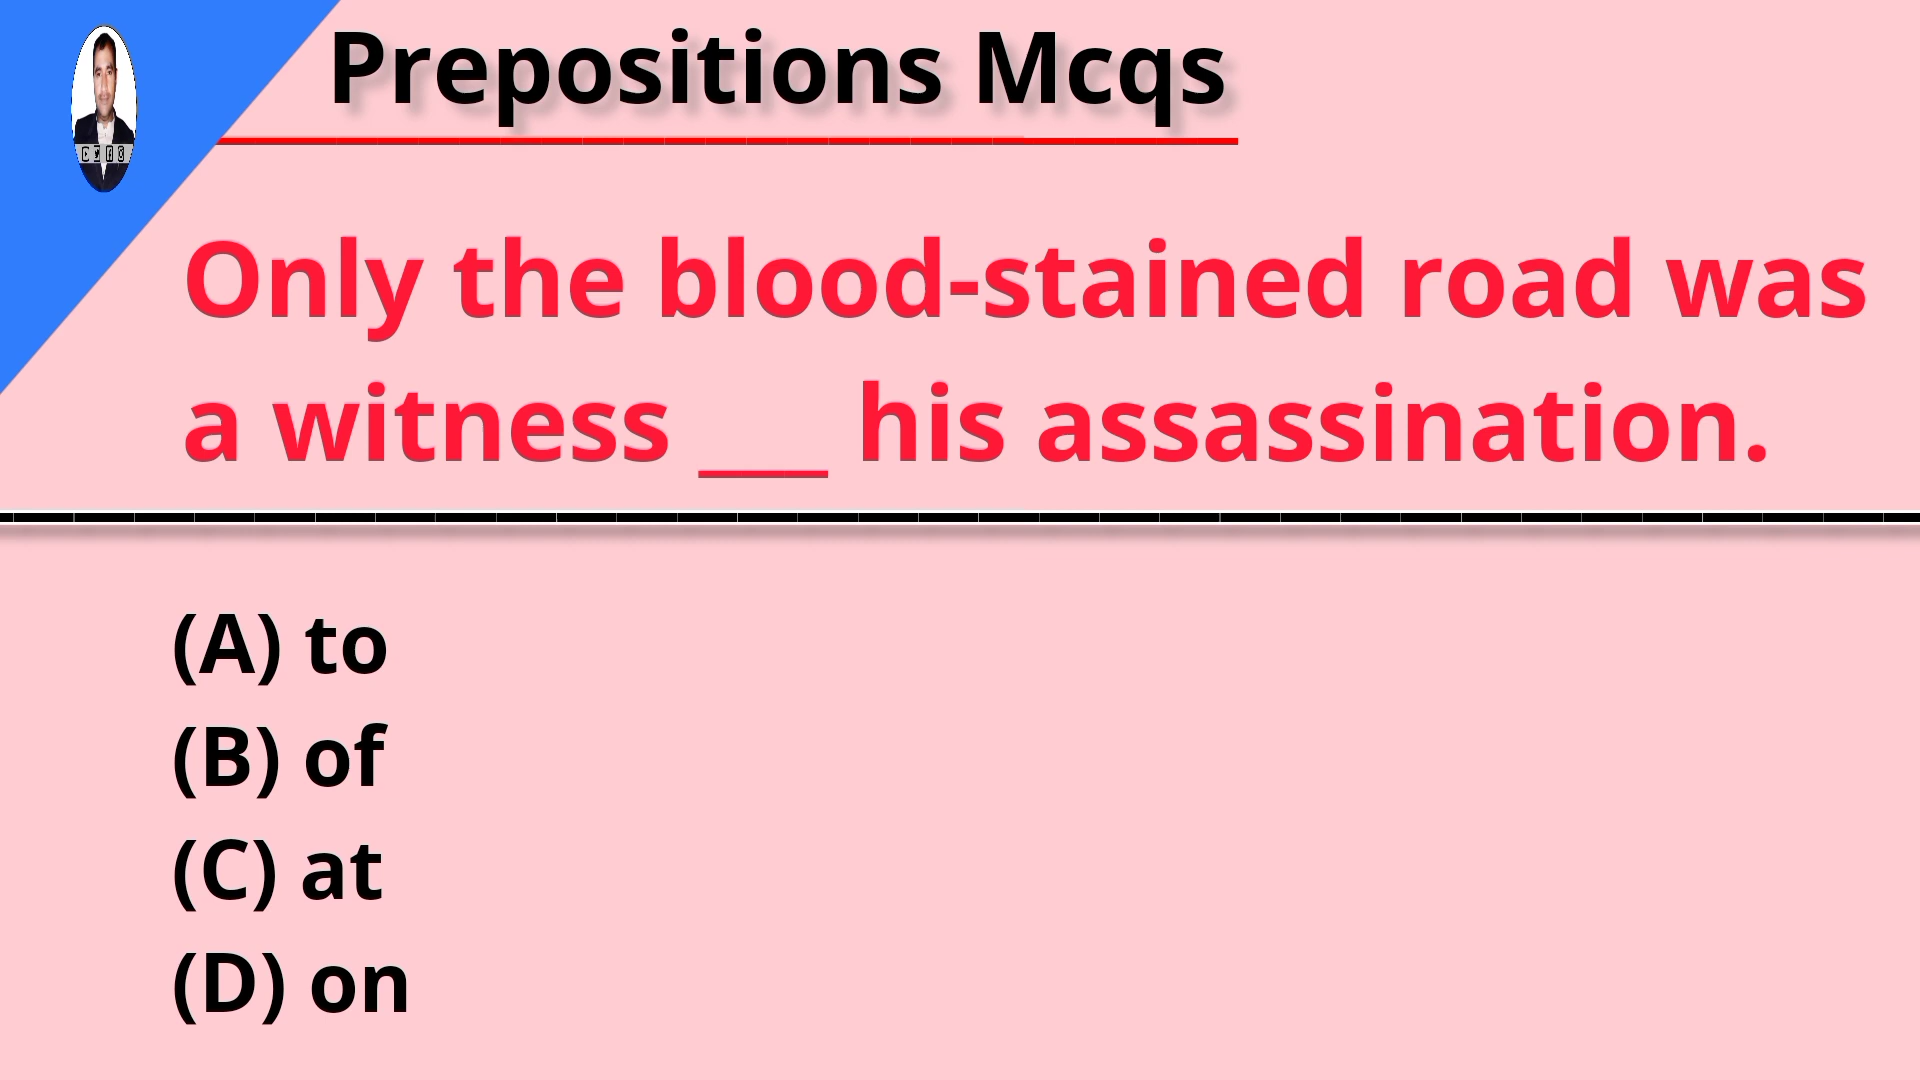 Prepositions Mcqs
Only the blood-stained road was
a witness ___ his assassination.
(A) to
(B) of
(C) at
(D) on